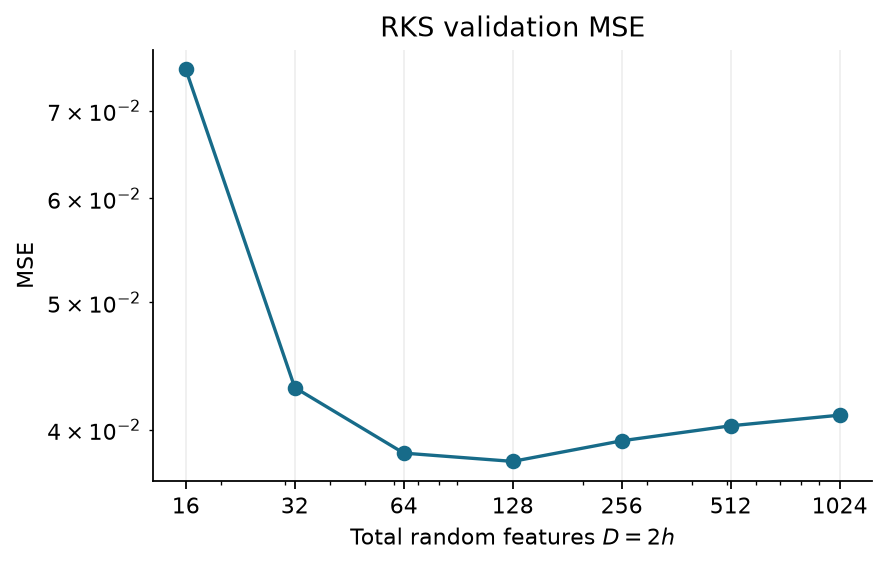 RKS validation MSE
MSE
7 × 10⁻²
6 × 10⁻²
5 × 10⁻²
4 × 10⁻²
16 32 64 128 256 512 1024
Total random features D = 2h